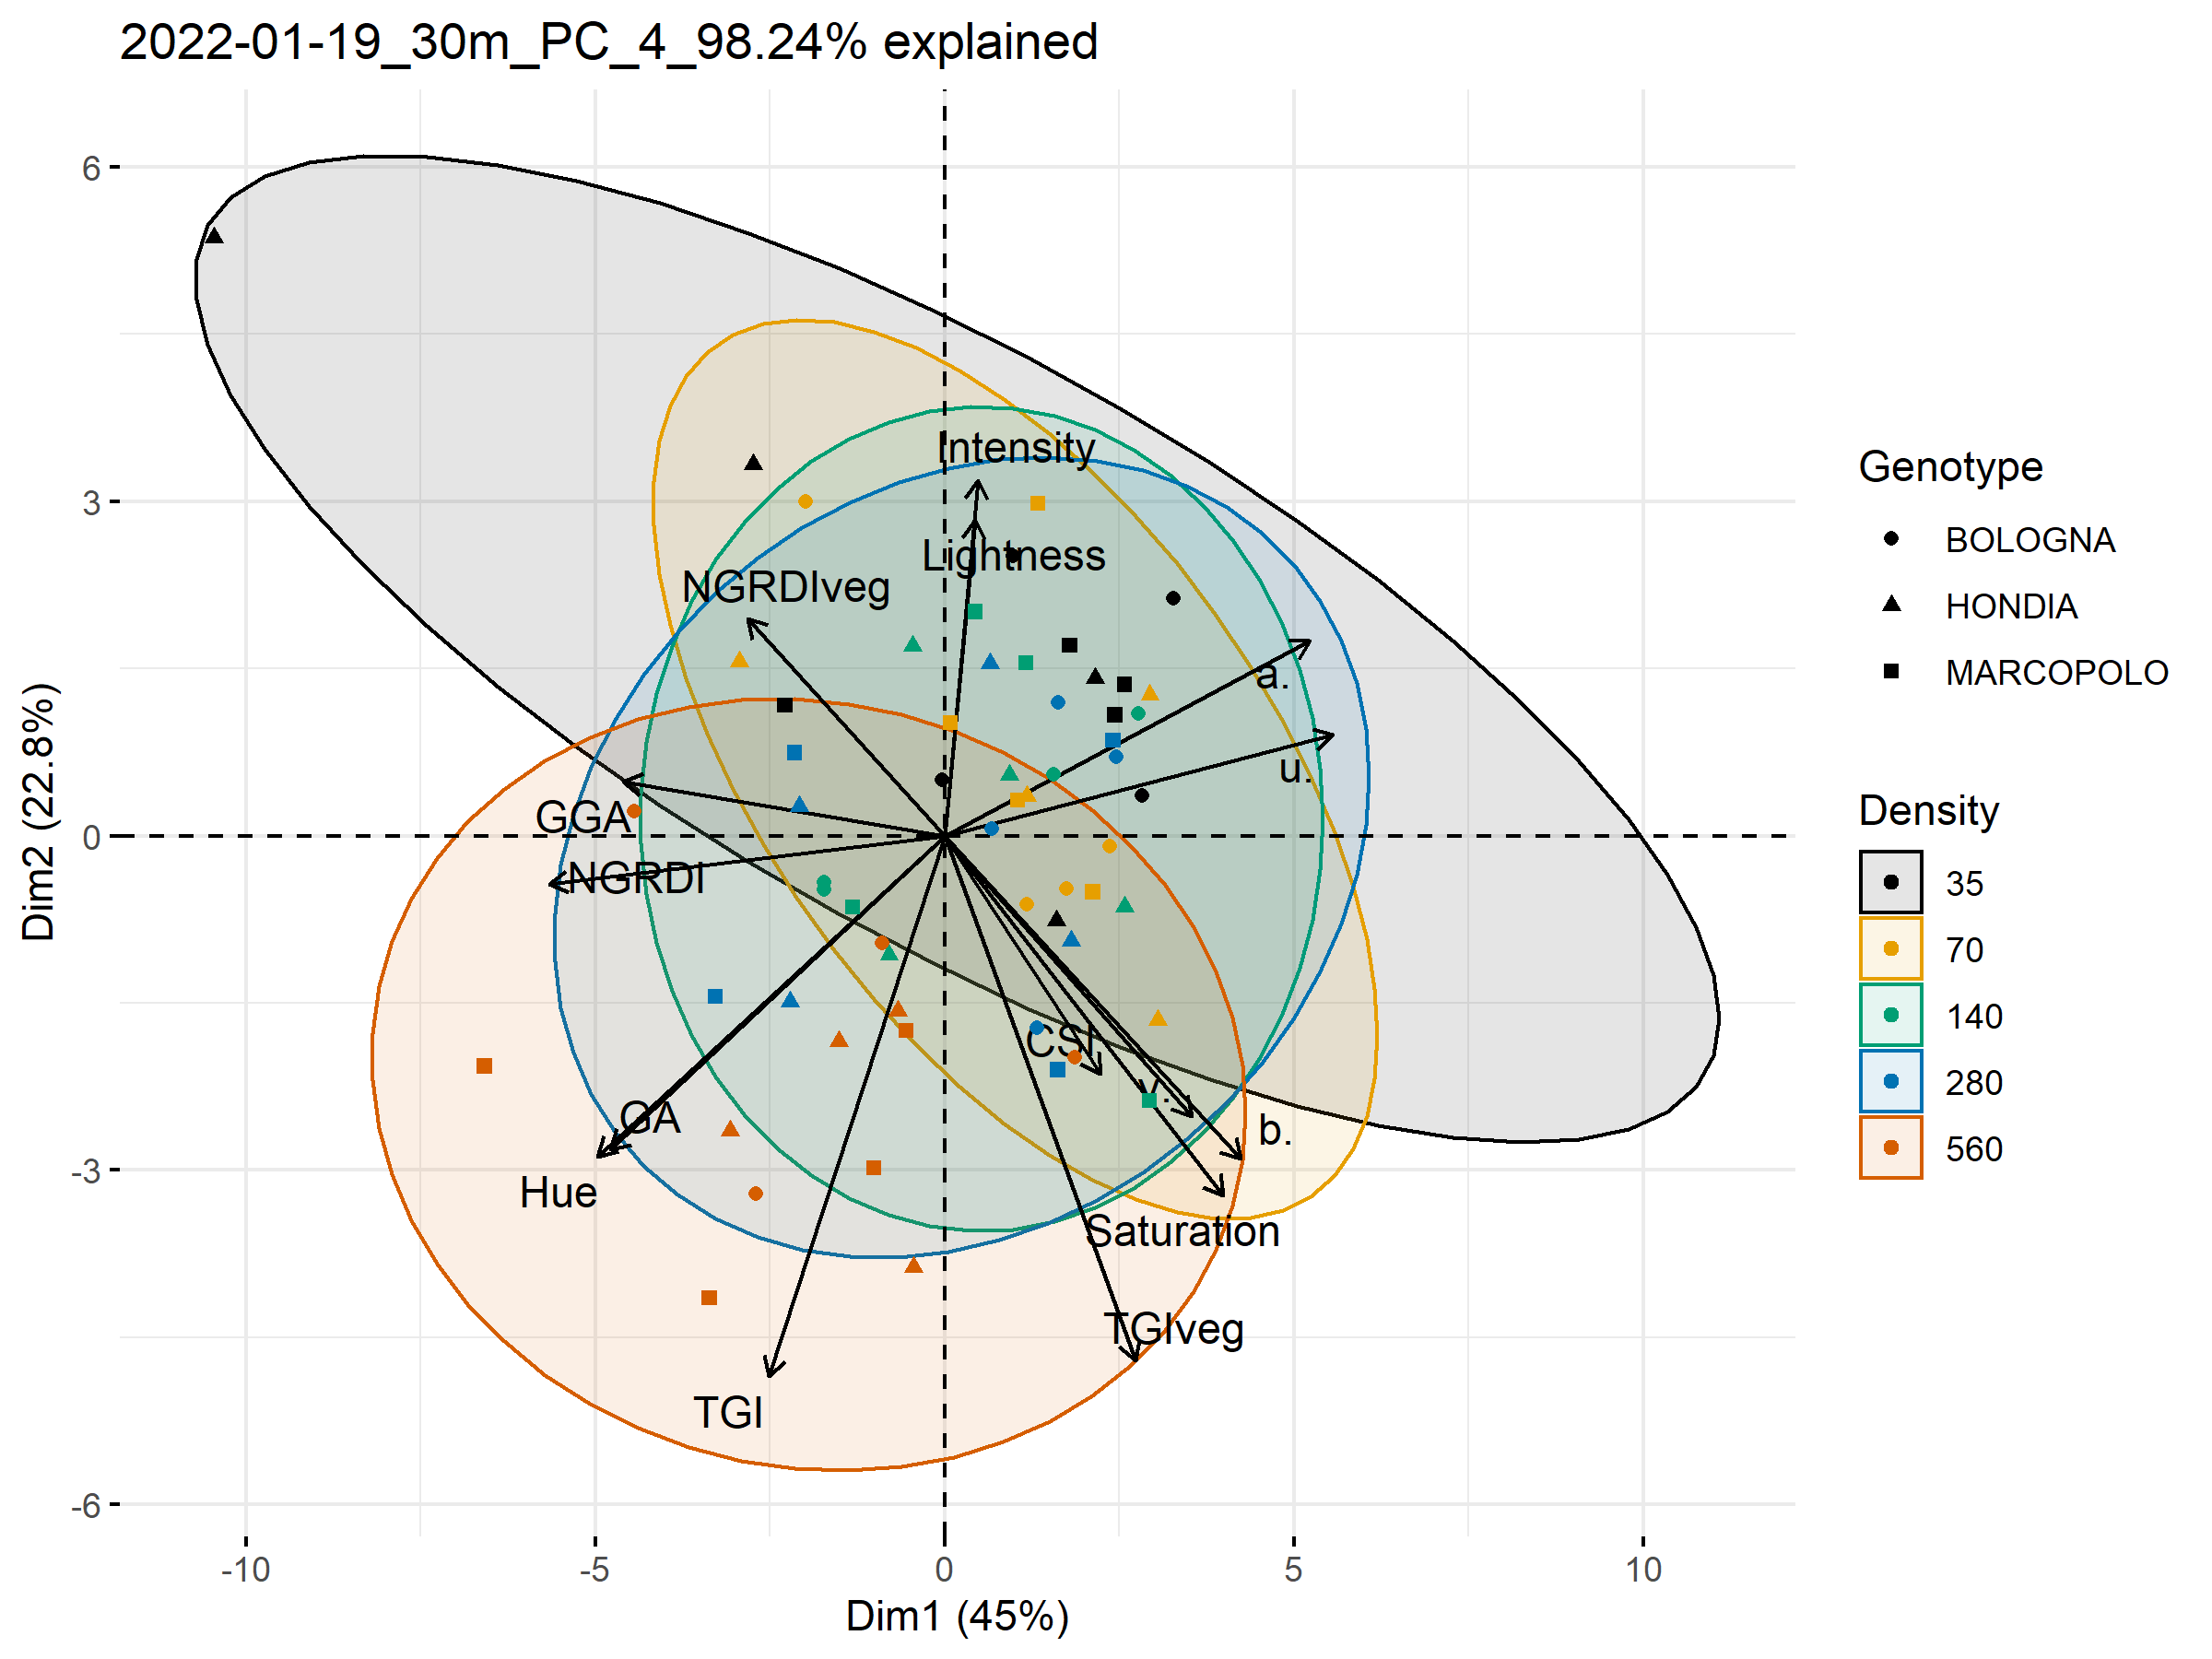 2022-01-19_30m_PC_4_98.24% explained
6
3
0
-3
-6
Dim2 (22.8%)
Intensity
Lightness
NGRDIveg
a.
u.
GGA
NGRDI
CSI
v.
b.
GA
Hue
Saturation
TGIveg
TGI
-10
-5
0
5
10
Dim1 (45%)
Genotype
BOLOGNA
HONDIA
MARCOPOLO
Density
35
70
140
280
560